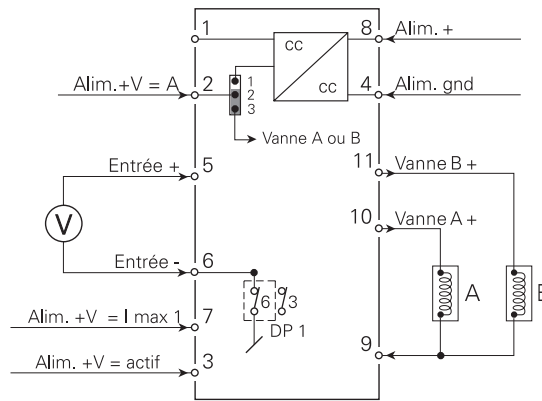 1
8
Alim. +
cc
Alim.+V = A
2
1
2
3
cc
4
Alim. gnd
Vanne A ou B
Entrée +
5
11
Vanne B +
V
10
Vanne A +
Entrée -
6
6
3
A
B
DP 1
Alim. +V = I max 1
7
9
Alim. +V = actif
3